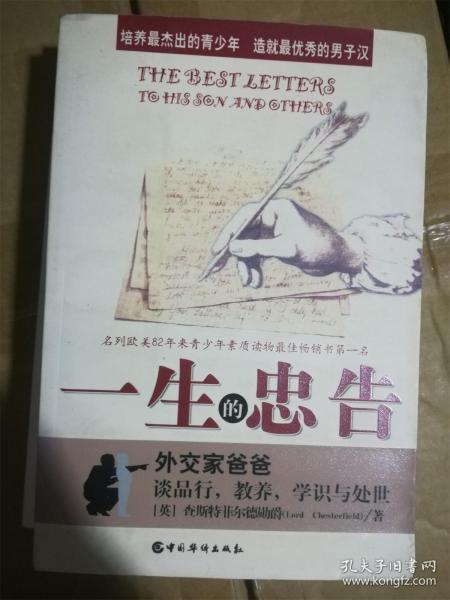 培养最杰出的青少年 造就最优秀的男子汉
THE BEST LETTERS
TO HIS SON AND OTHERS
名列欧美82年来青少年素质读物最佳畅销书第一名
一生的忠告
外交家爸爸
谈品行，教养，学识与处世
[英] 查斯特菲尔德勋爵(Lord Chesterfield)/著
中国华侨出版社
孔夫子旧书网
www.kongfz.com